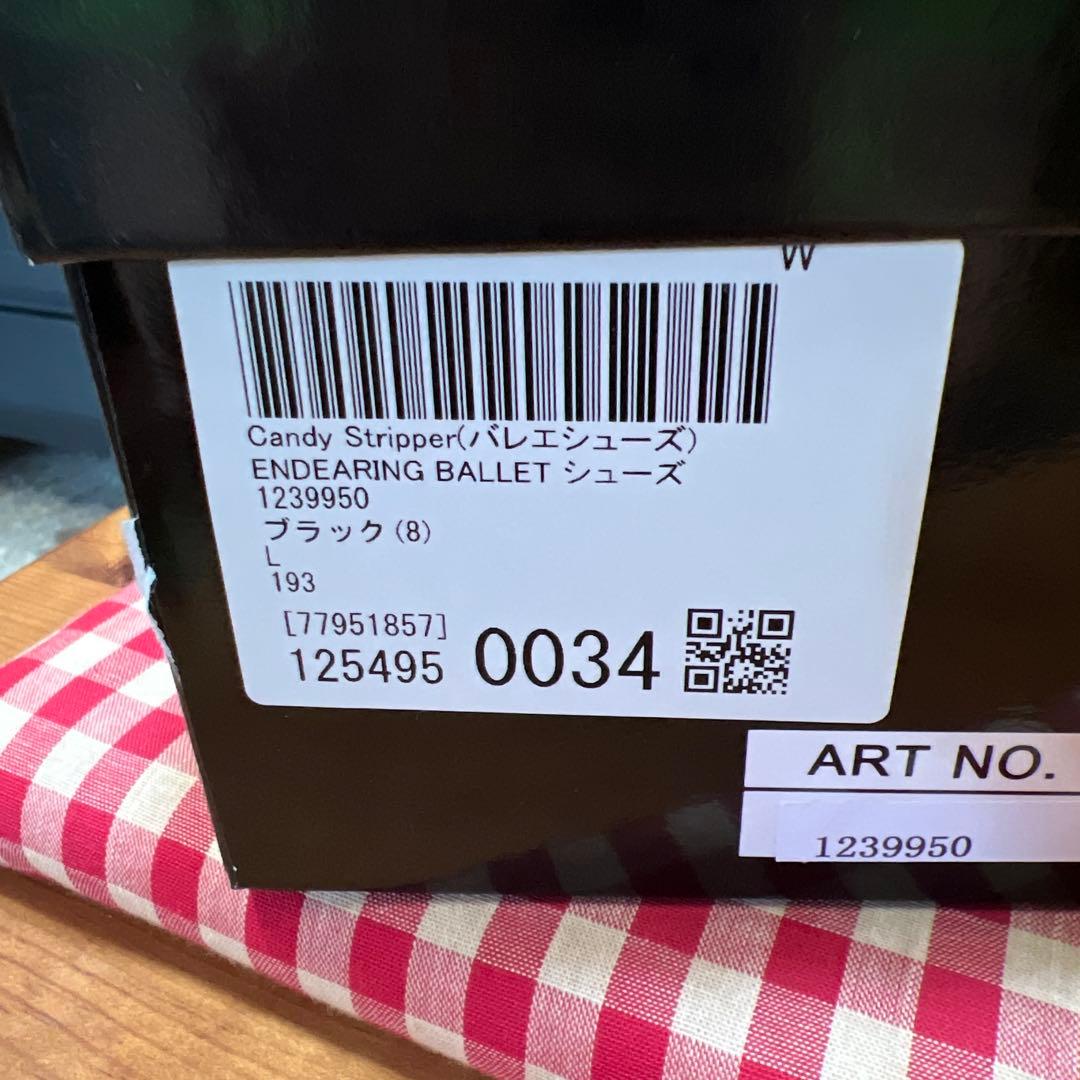 W
Candy Stripper(バレエシューズ)
ENDEARING BALLET シューズ
1239950
ブラック(8)
L
193
[77951857]
125495 0034
ART NO.
1239950